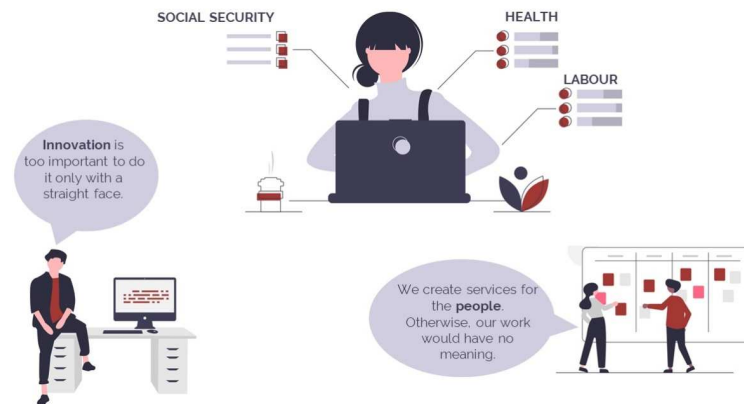 SOCIAL SECURITY
HEALTH
LABOUR
Innovation is
too important to do
it only with a
straight face.
We create services for
the people.
Otherwise, our work
would have no
meaning.